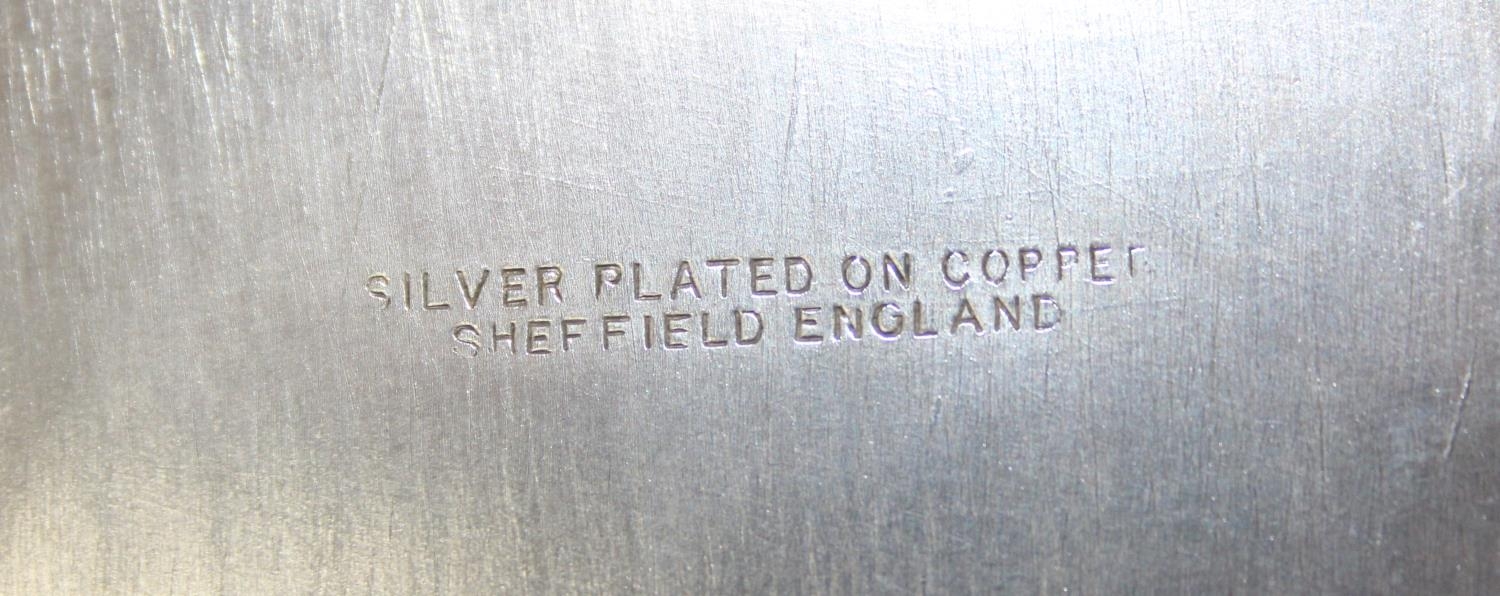 SILVER PLATED ON COPPER
SHEFFIELD ENGLAND